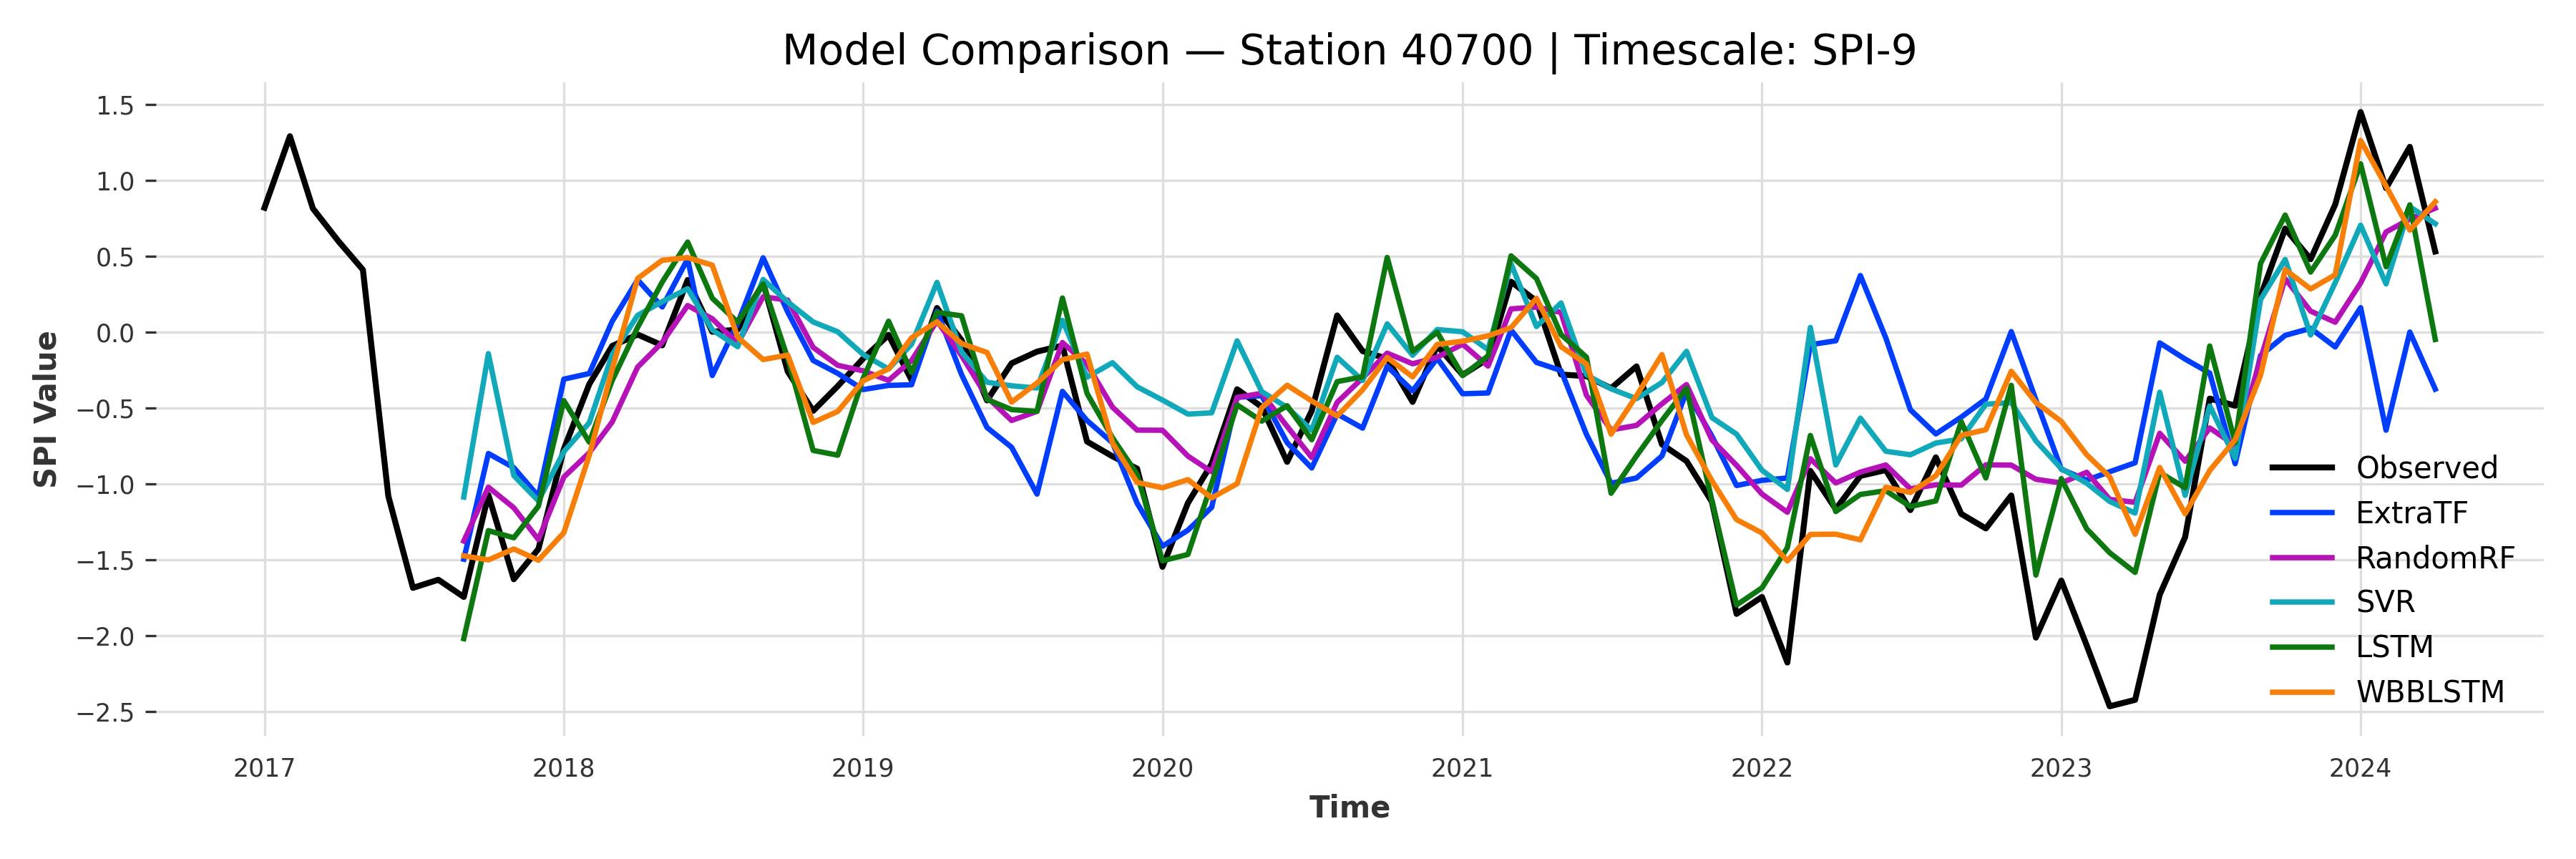 Model Comparison — Station 40700 | Timescale: SPI-9
SPI Value
1.5
1.0
0.5
0.0
−0.5
−1.0
−1.5
−2.0
−2.5
Observed
ExtraTF
RandomRF
SVR
LSTM
WBBLSTM
2017 2018 2019 2020 2021 2022 2023 2024
Time